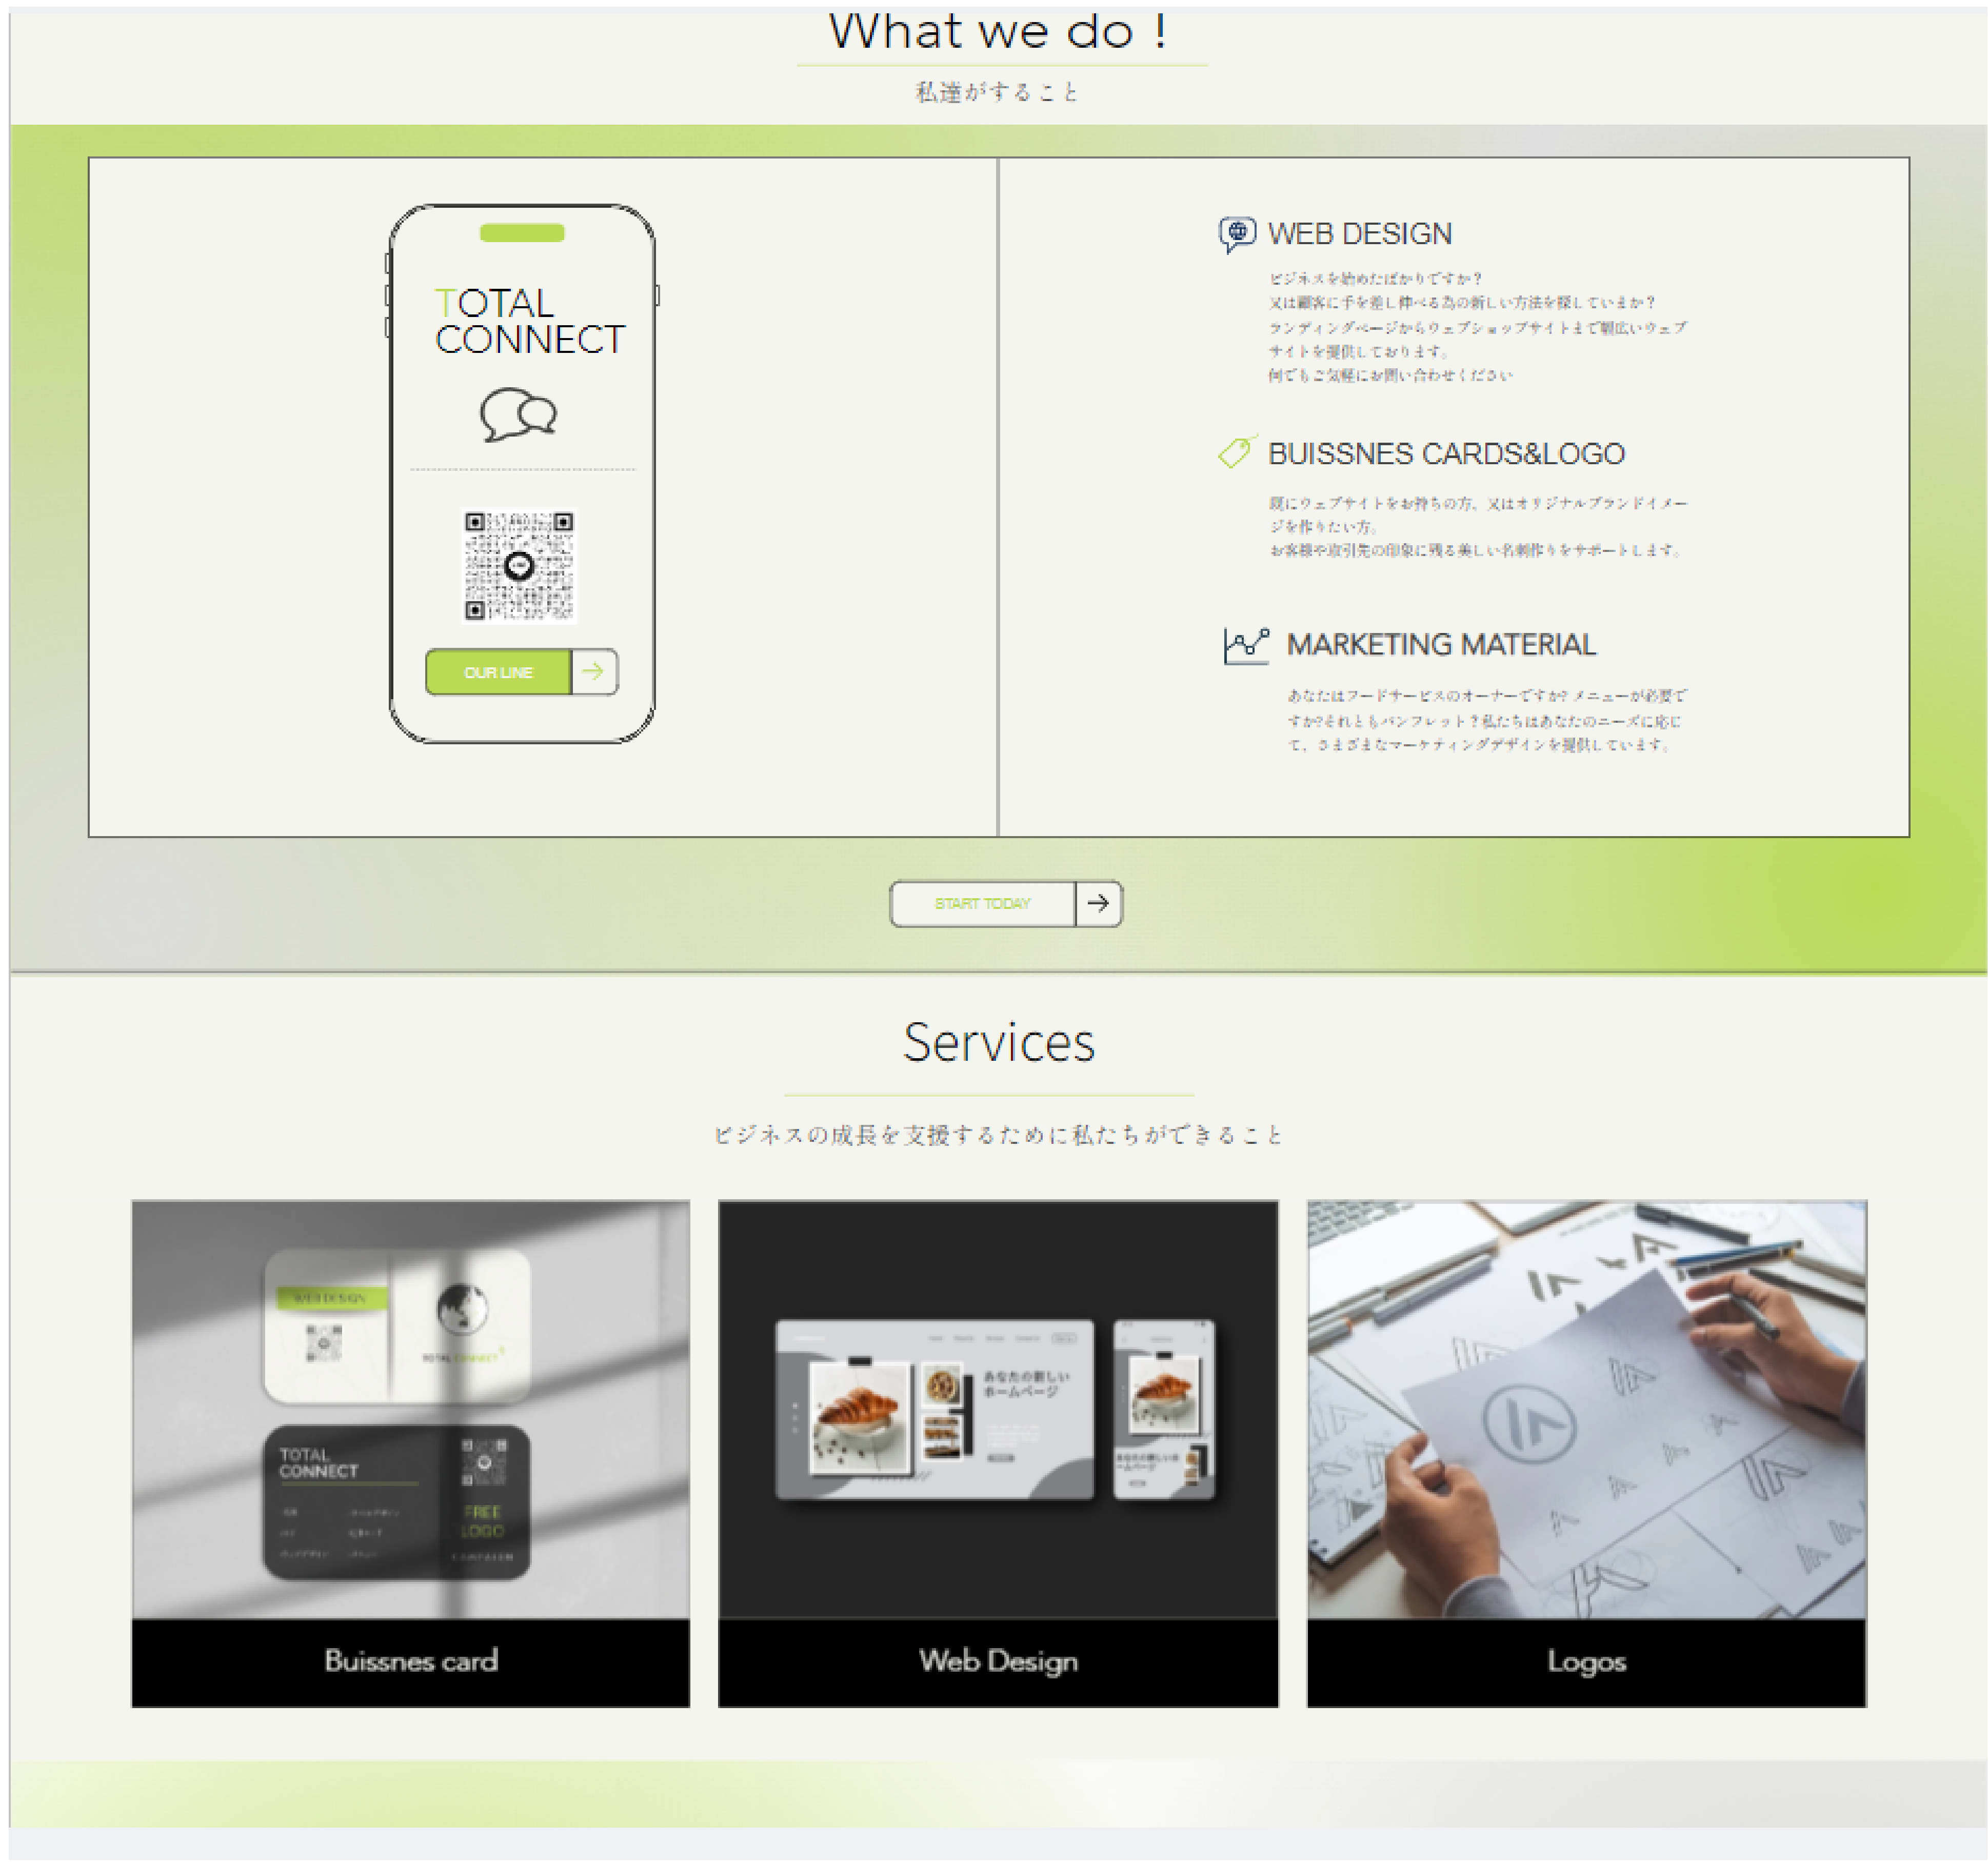 What we do !
私達がすること
TOTAL
CONNECT
OUR LINE
WEB DESIGN
ビジネスを始めたばかりですか？
又は顧客に手を差し伸べる為の新しい方法を探していまか？
ランディングページからウェブショップサイトまで幅広いウェブ
サイトを提供しております。
何でもご気軽にお問い合わせください
BUISSNES CARDS&LOGO
既にウェブサイトをお持ちの方、又はオリジナルブランドイメー
ジを作りたい方。
お客様や取引先の印象に残る美しい名刺作りをサポートします。
MARKETING MATERIAL
あなたはフードサービスのオーナーですか? メニューが必要で
すか?それともパンフレット？私たちはあなたのニーズに応じ
て、さまざまなマーケティングデザインを提供しています。
START TODAY
Services
ビジネスの成長を支援するために私たちができること
WEB DESIGN
TOTAL CONNECT
TOTAL
CONNECT
FREE
LOGO
CAMPAIGN
Buissnes card
あなたの新しい
ホームページ
あなたの新しいホ
ームページ
Web Design
Logos